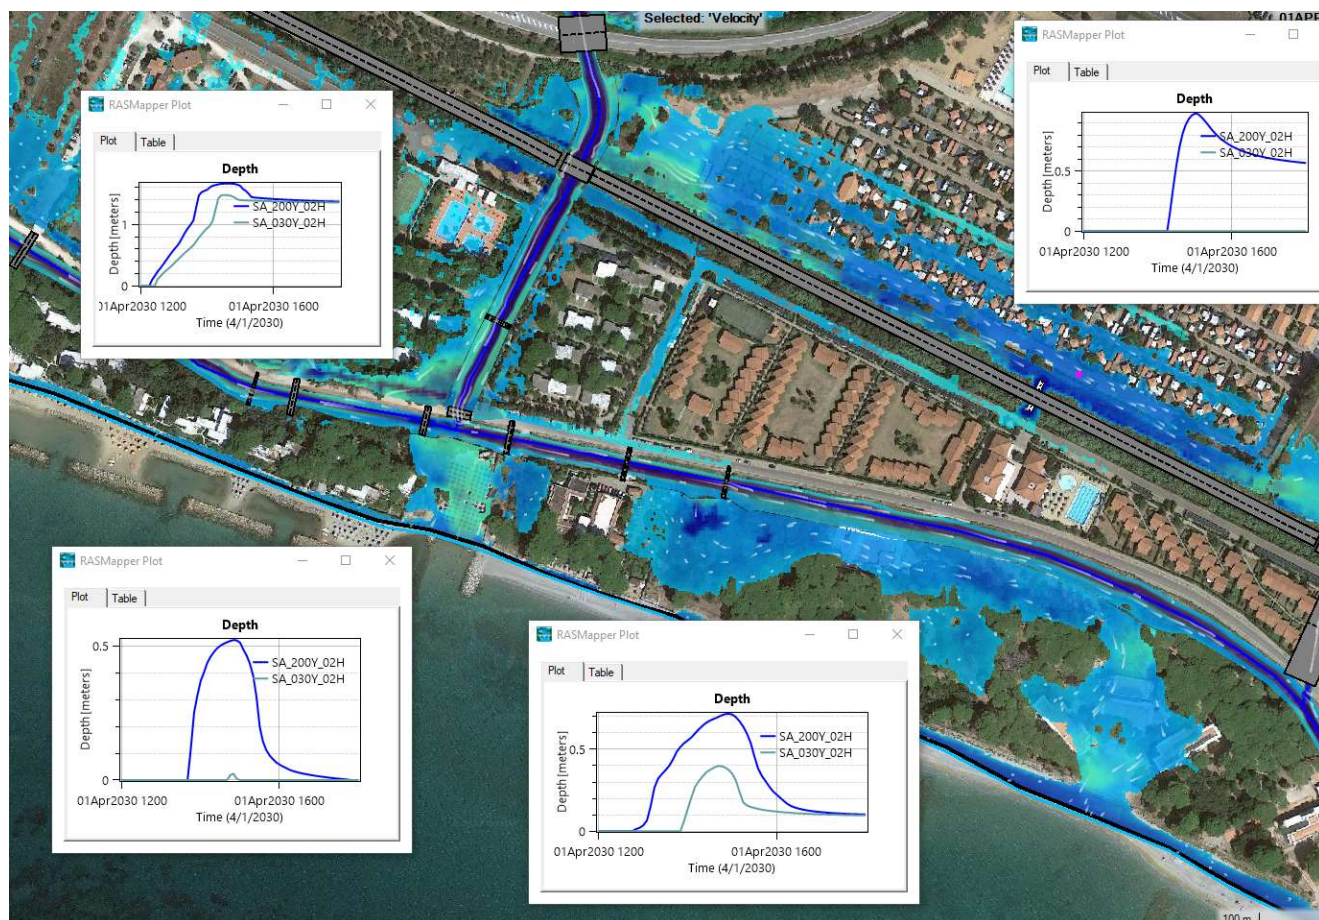 Selected: 'Velocity'
01APR
RASMapper Plot
Plot Table
Depth
SA_200Y_02H
SA_030Y_02H
0.5
0
Depth [meters]
01Apr2030 1200 01Apr2030 1600
Time (4/1/2030)
RASMapper Plot
Plot Table
Depth
SA_200Y_02H
SA_030Y_02H
1
0
Depth [meters]
01Apr2030 1200 01Apr2030 1600
Time (4/1/2030)
RASMapper Plot
Plot Table
Depth
SA_200Y_02H
SA_030Y_02H
0.5
0
Depth [meters]
01Apr2030 1200 01Apr2030 1600
Time (4/1/2030)
RASMapper Plot
Plot Table
Depth
SA_200Y_02H
SA_030Y_02H
0.5
0
Depth [meters]
01Apr2030 1200 01Apr2030 1600
Time (4/1/2030)
100 m